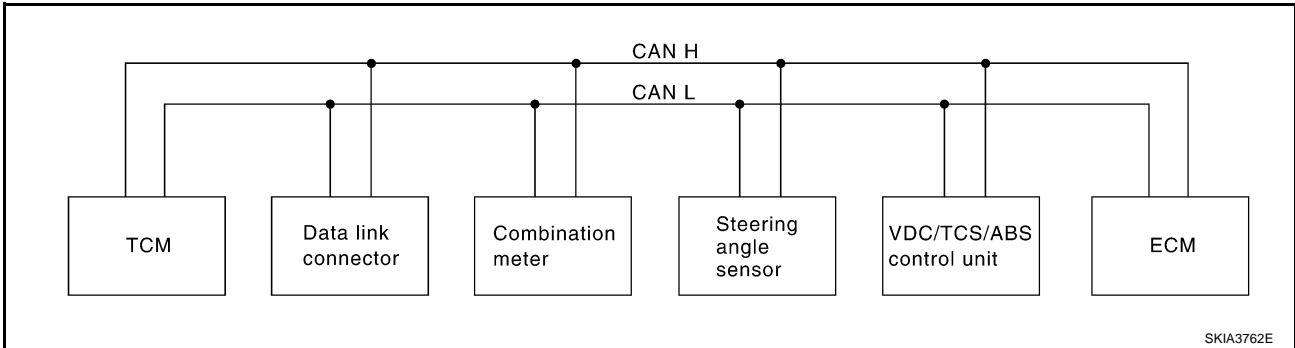 CAN H
CAN L
TCM
Data link
connector
Combination
meter
Steering
angle
sensor
VDC/TCS/ABS
control unit
ECM
SKIA3762E